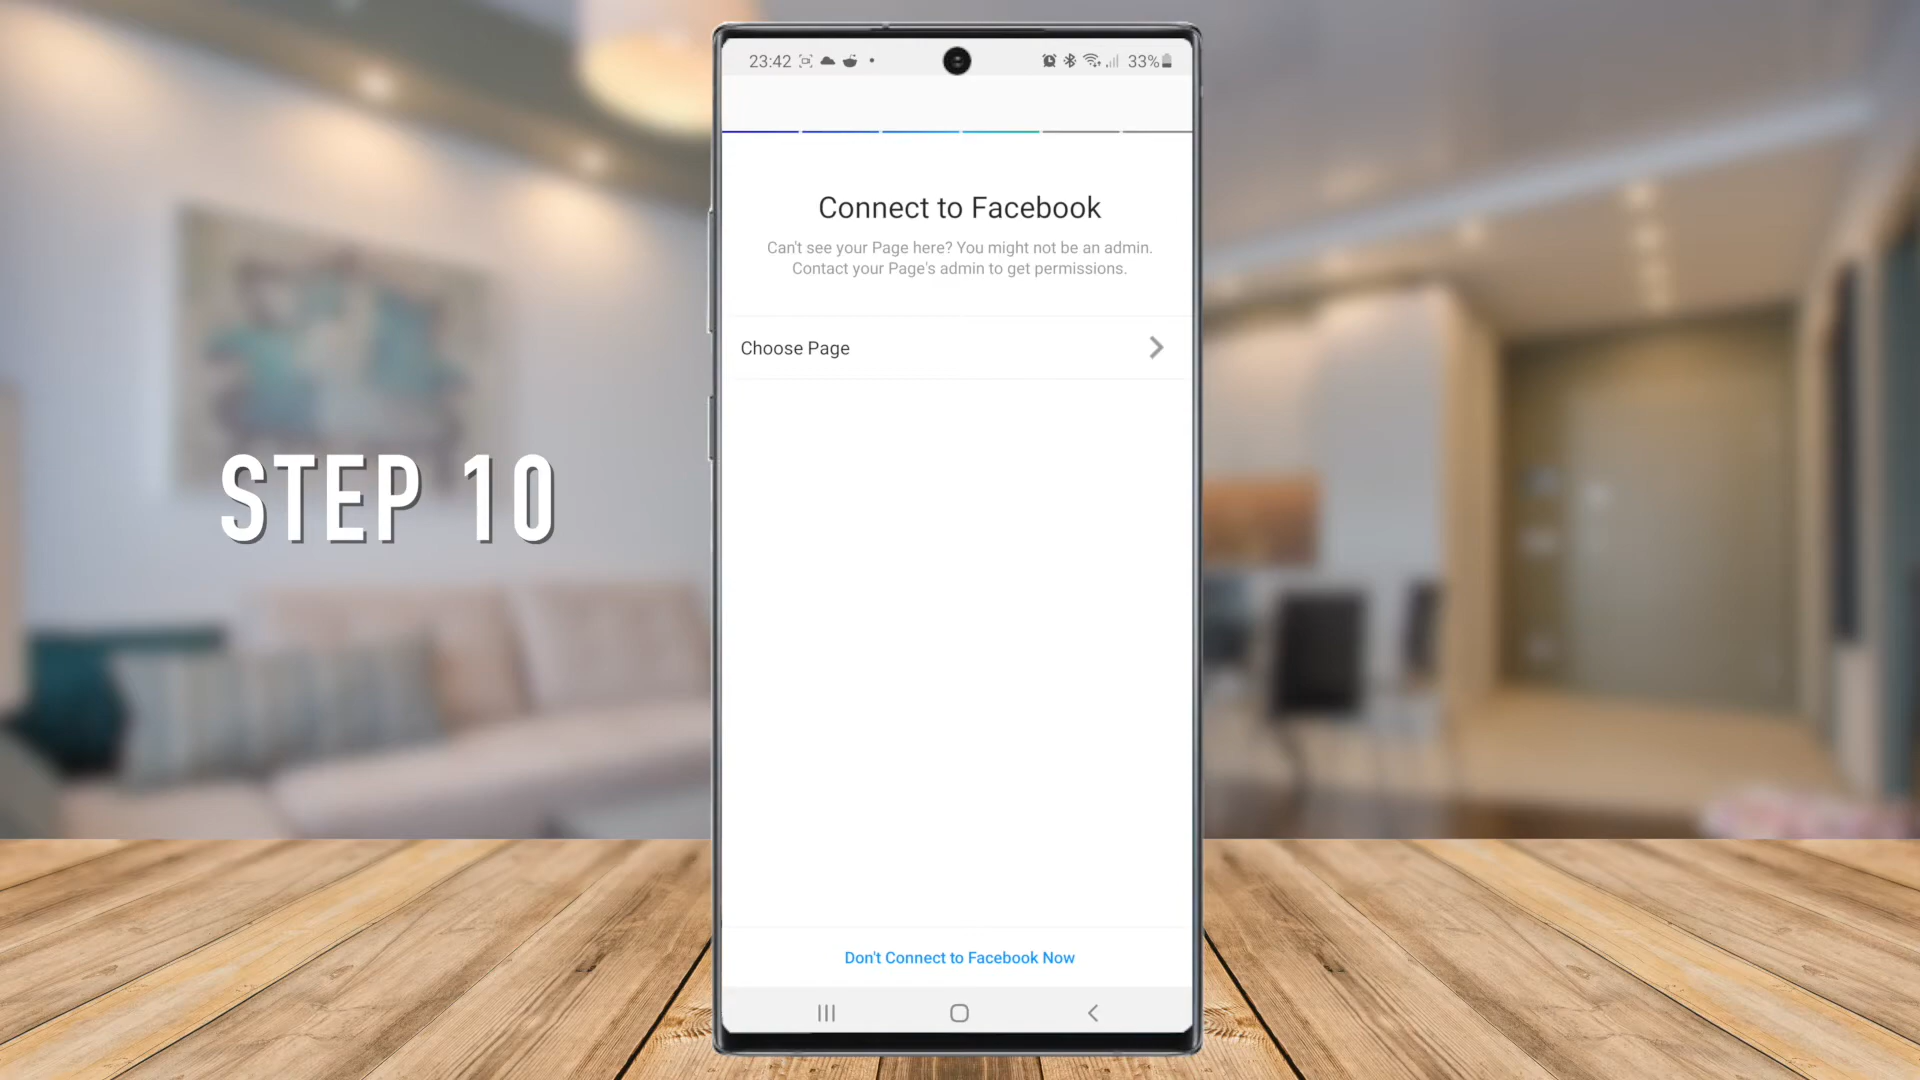 23:42
33%
Connect to Facebook
Can't see your Page here? You might not be an admin.
Contact your Page's admin to get permissions.
Choose Page
STEP 10
Don't Connect to Facebook Now